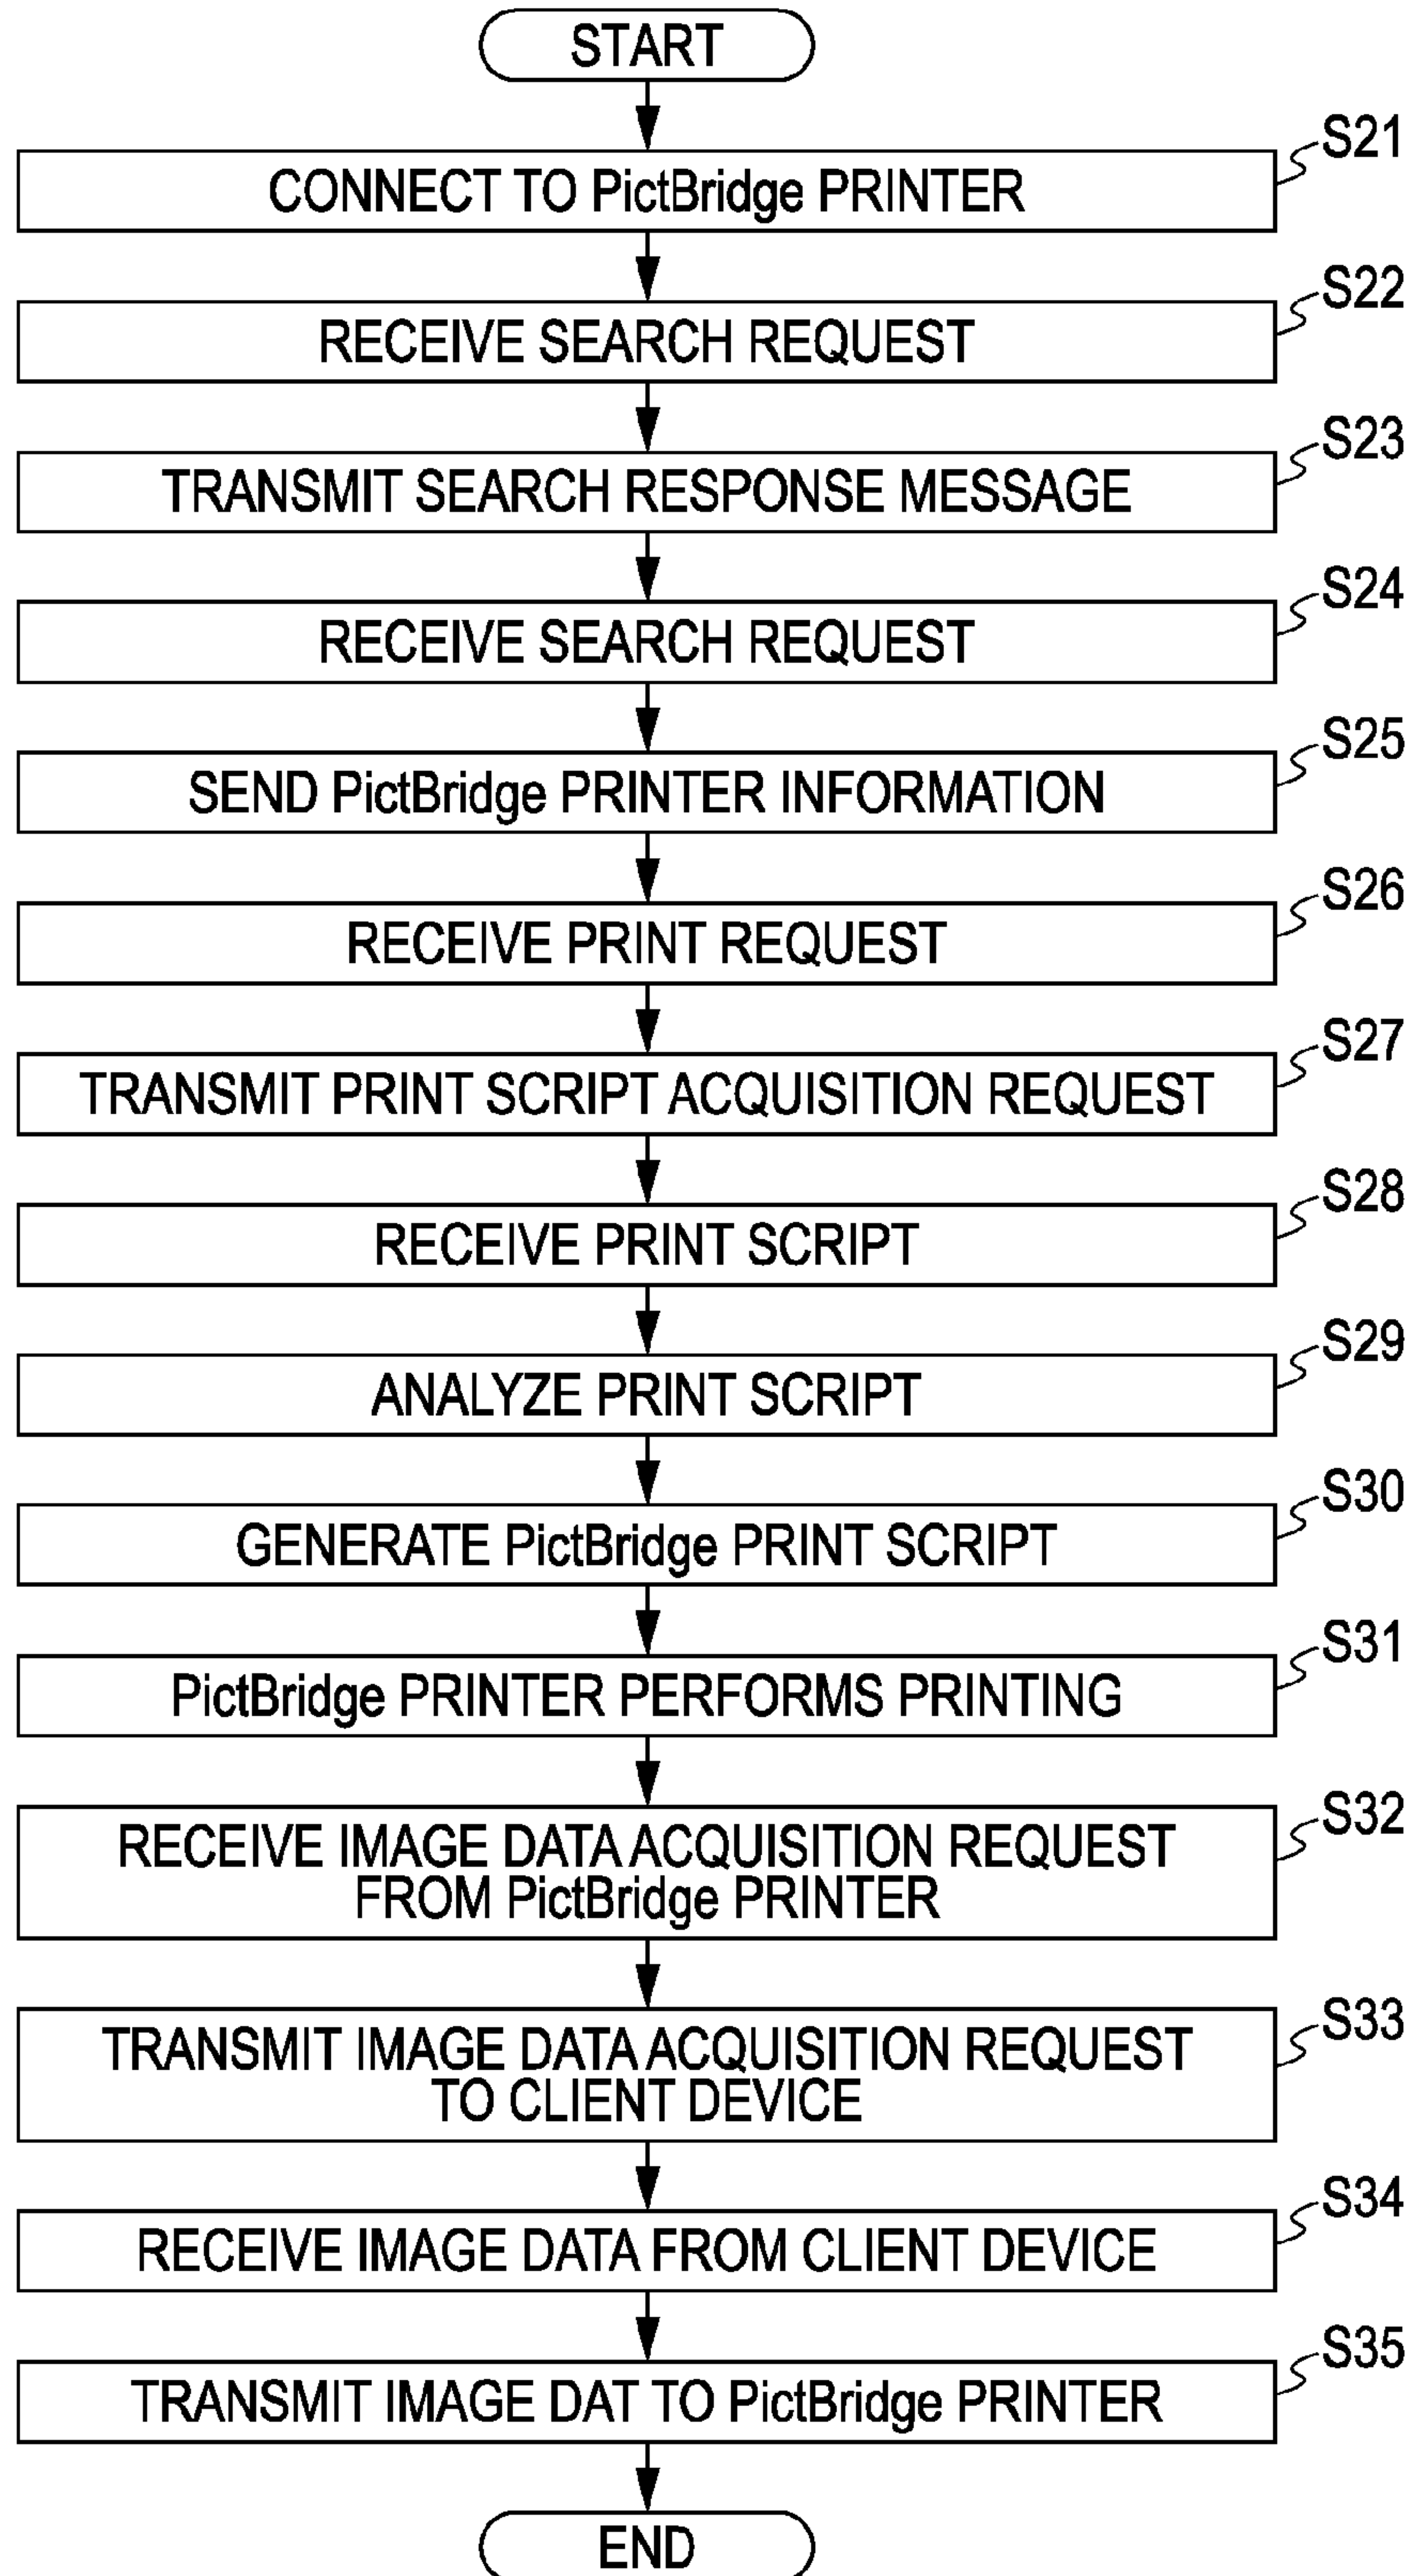 START
S21
CONNECT TO PictBridge PRINTER
S22
RECEIVE SEARCH REQUEST
S23
TRANSMIT SEARCH RESPONSE MESSAGE
S24
RECEIVE SEARCH REQUEST
S25
SEND PictBridge PRINTER INFORMATION
S26
RECEIVE PRINT REQUEST
S27
TRANSMIT PRINT SCRIPT ACQUISITION REQUEST
S28
RECEIVE PRINT SCRIPT
S29
ANALYZE PRINT SCRIPT
S30
GENERATE PictBridge PRINT SCRIPT
S31
PictBridge PRINTER PERFORMS PRINTING
S32
RECEIVE IMAGE DATA ACQUISITION REQUEST
FROM PictBridge PRINTER
S33
TRANSMIT IMAGE DATA ACQUISITION REQUEST
TO CLIENT DEVICE
S34
RECEIVE IMAGE DATA FROM CLIENT DEVICE
S35
TRANSMIT IMAGE DAT TO PictBridge PRINTER
END